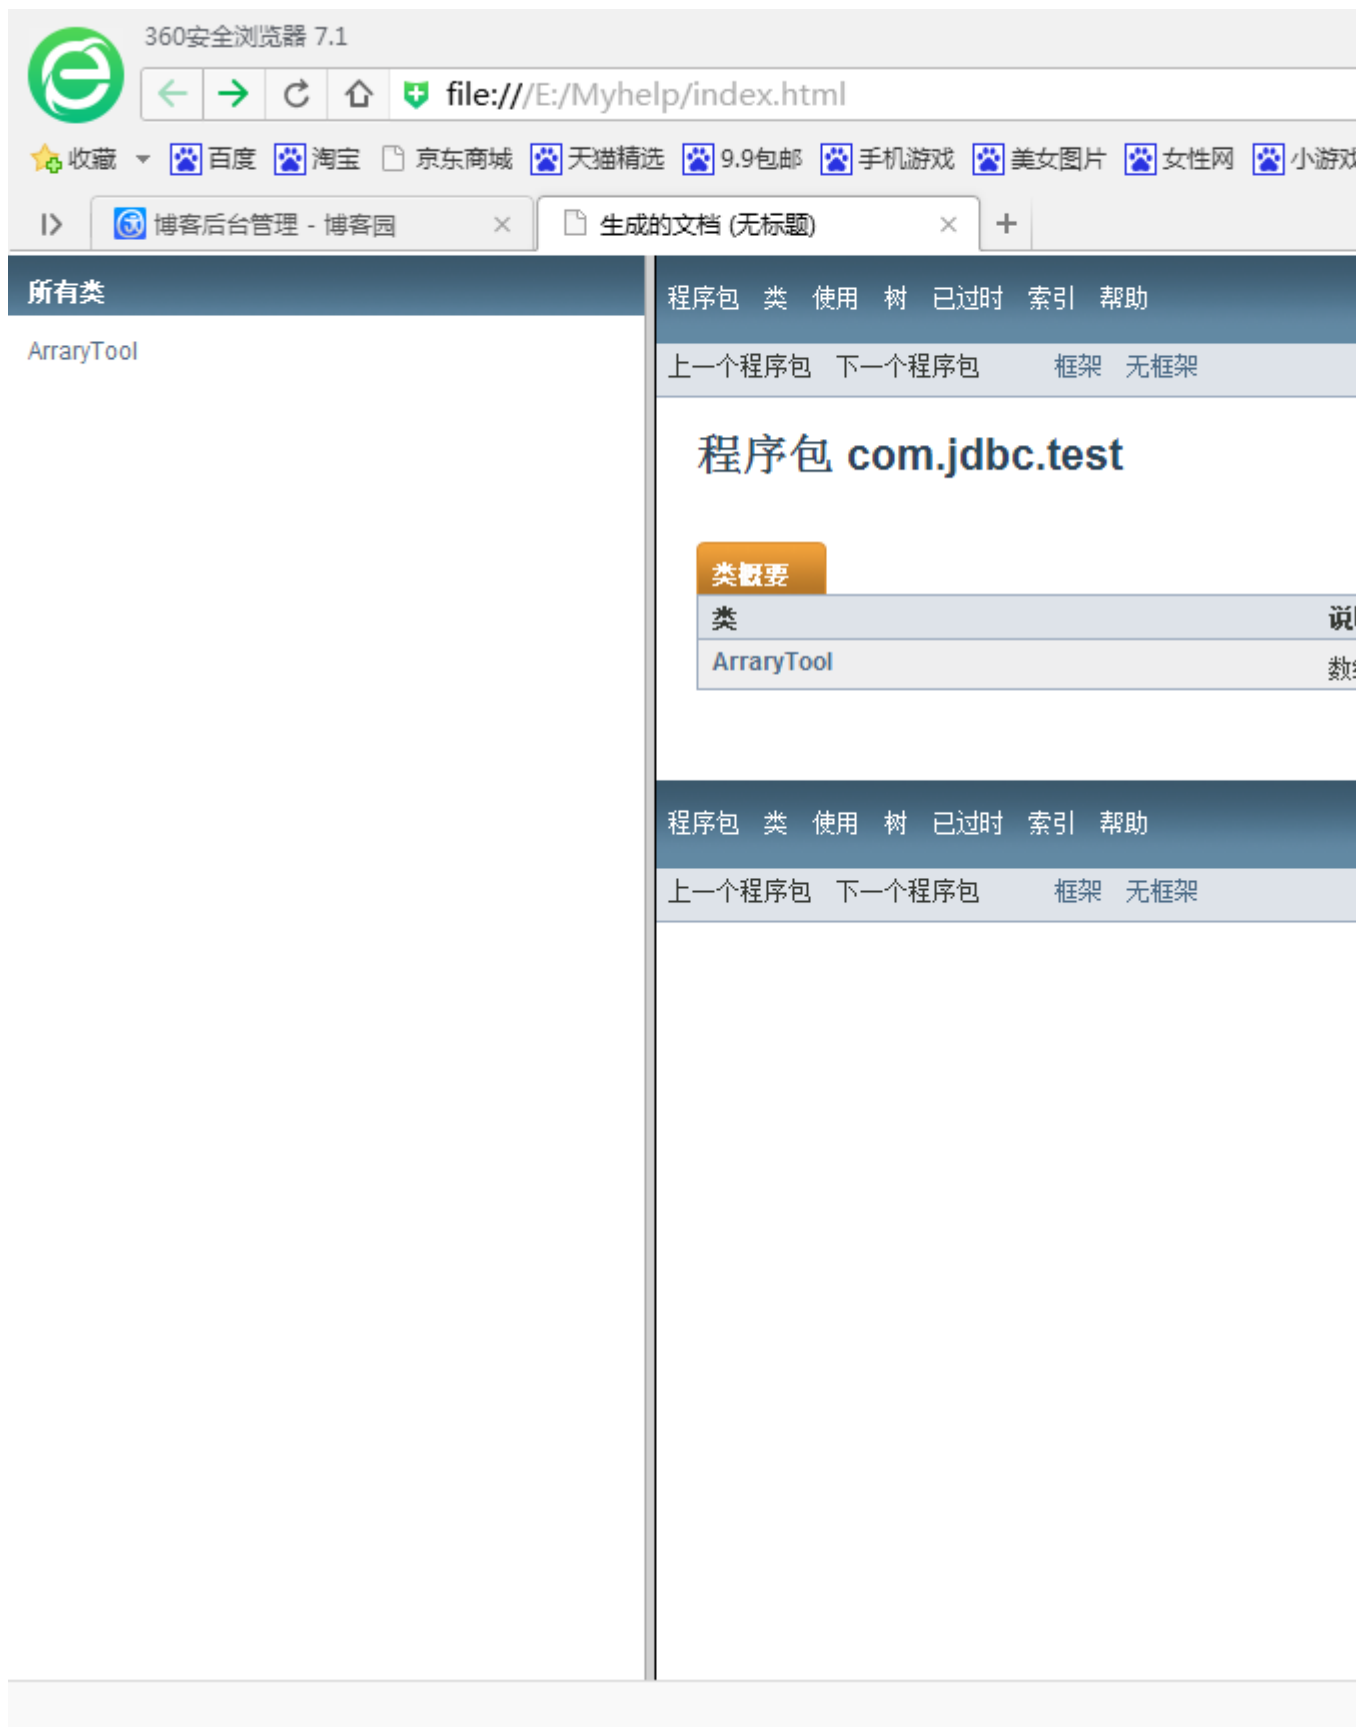 360安全浏览器 7.1
file:///E:/Myhelp/index.html
收藏 百度 淘宝 京东商城 天猫精选 9.9包邮 手机游戏 美女图片 女性网 小游戏
博客后台管理 - 博客园 生成的文档 (无标题)
所有类
ArraryTool
程序包 类 使用 树 已过时 索引 帮助
上一个程序包 下一个程序包 框架 无框架
程序包 com.jdbc.test
类概要
类 说
ArraryTool 数
程序包 类 使用 树 已过时 索引 帮助
上一个程序包 下一个程序包 框架 无框架